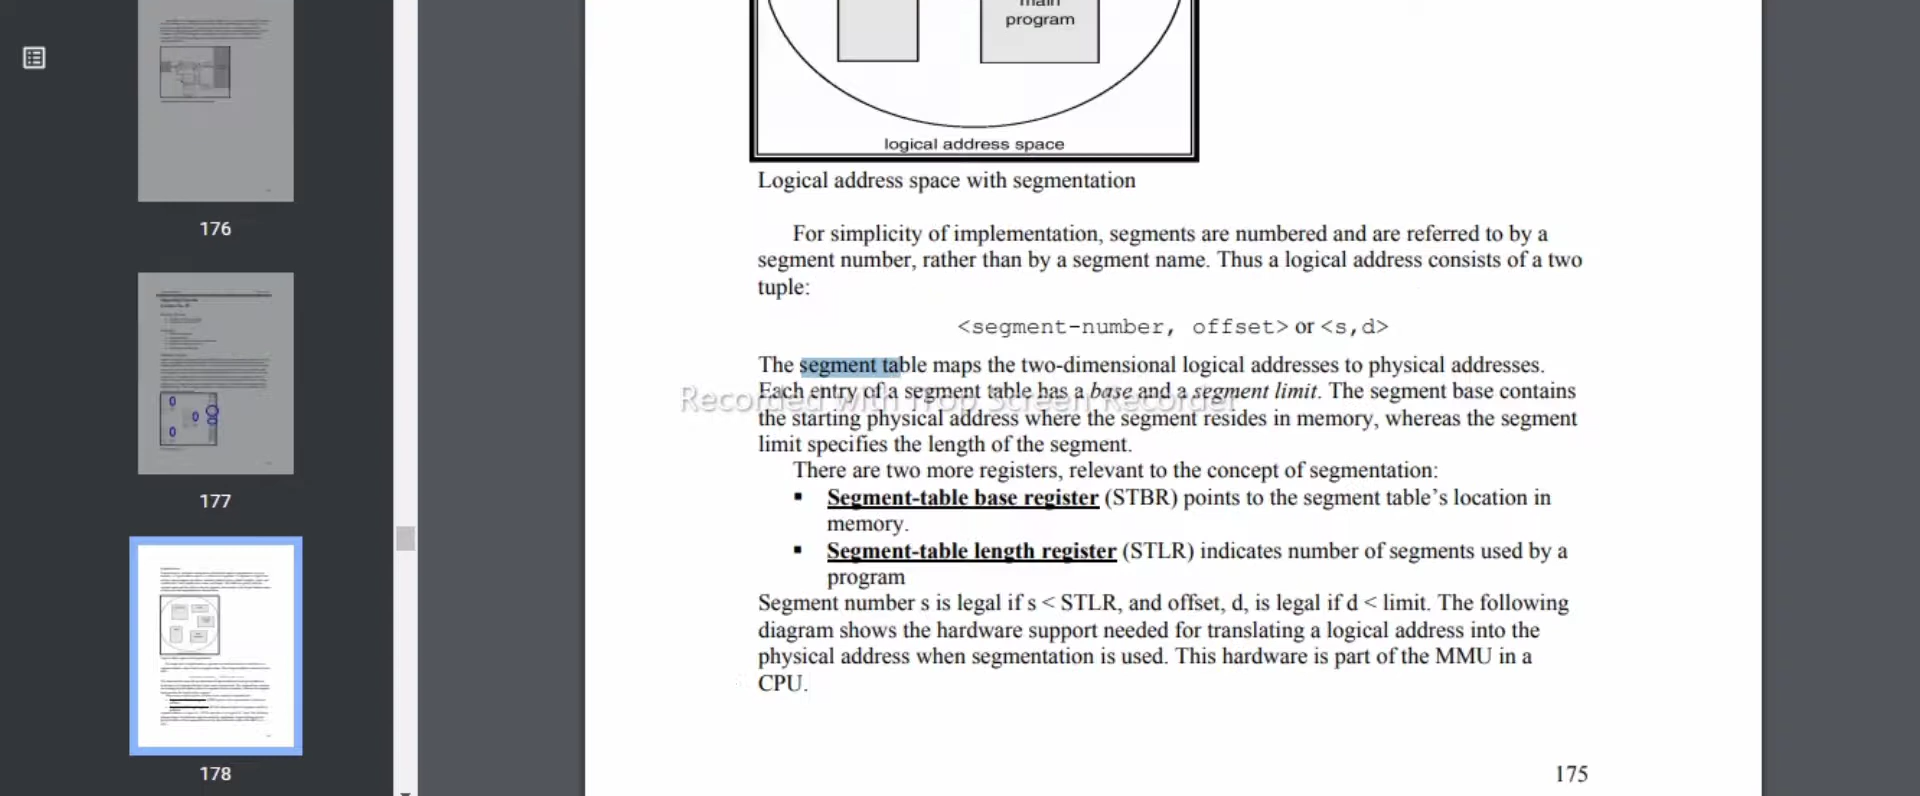 main
program
logical address space
Logical address space with segmentation
For simplicity of implementation, segments are numbered and are referred to by a
segment number, rather than by a segment name. Thus a logical address consists of a two
tuple:
<segment-number, offset> or <s,d>
The segment table maps the two-dimensional logical addresses to physical addresses.
Each entry of a segment table has a base and a segment limit. The segment base contains
Recorded with iTop Screen Recorder
the starting physical address where the segment resides in memory, whereas the segment
limit specifies the length of the segment.
There are two more registers, relevant to the concept of segmentation:
▪ Segment-table base register (STBR) points to the segment table’s location in
memory.
▪ Segment-table length register (STLR) indicates number of segments used by a
program
Segment number s is legal if s < STLR, and offset, d, is legal if d < limit. The following
diagram shows the hardware support needed for translating a logical address into the
physical address when segmentation is used. This hardware is part of the MMU in a
CPU.
175
176
177
178